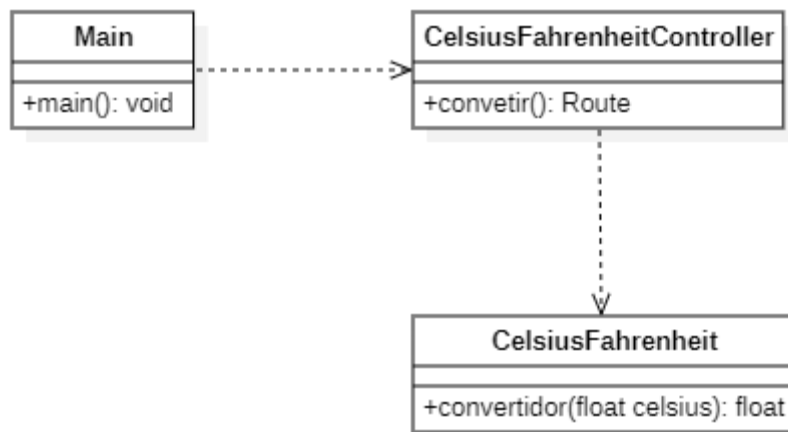 Main
+main(): void
CelsiusFahrenheitController
+convetir(): Route
CelsiusFahrenheit
+convertidor(float celsius): float